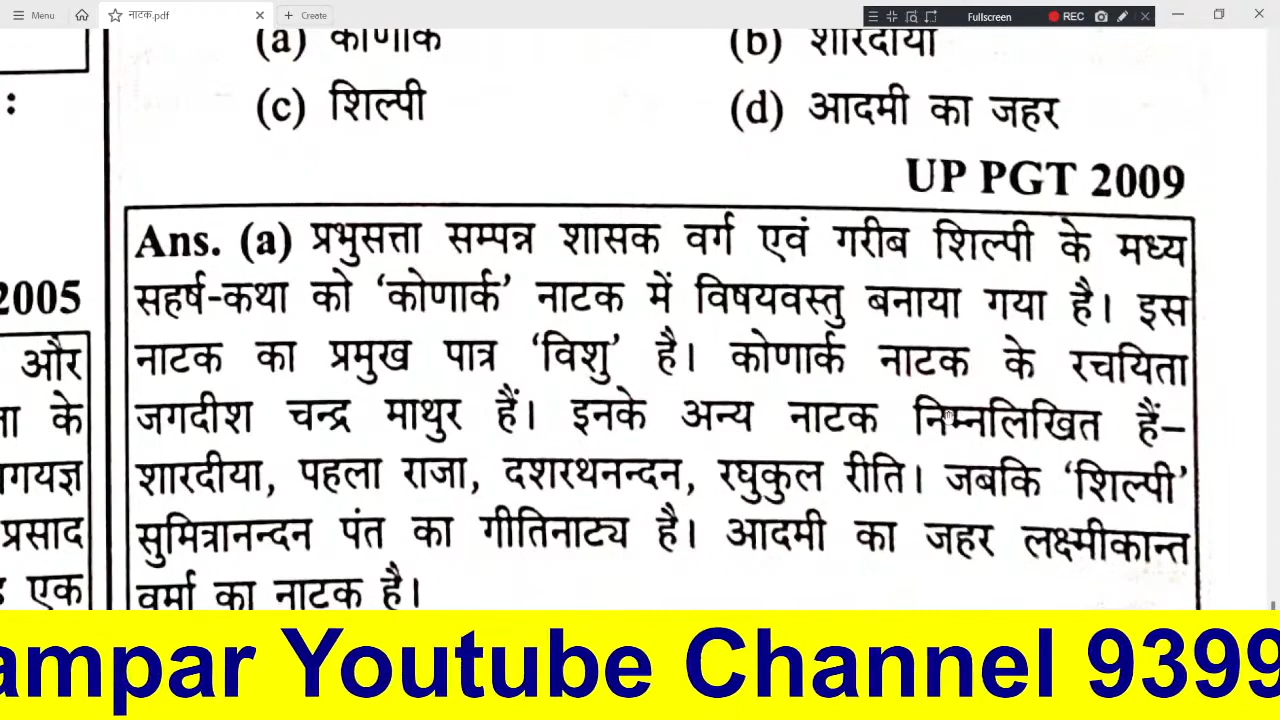 Menu नाटक.pdf Create Fullscreen REC
(a) कोणार्क (b) शारदीया
(c) शिल्पी (d) आदमी का जहर
:
UP PGT 2009
Ans. (a) प्रभुसत्ता सम्पन्न शासक वर्ग एवं गरीब शिल्पी के मध्य
सहर्ष-कथा को ‘कोणार्क’ नाटक में विषयवस्तु बनाया गया है। इस
नाटक का प्रमुख पात्र ‘विशु’ है। कोणार्क नाटक के रचयिता
जगदीश चन्द्र माथुर हैं। इनके अन्य नाटक निम्नलिखित हैं–
शारदीया, पहला राजा, दशरथनन्दन, रघुकुल रीति। जबकि ‘शिल्पी’
सुमित्रानन्दन पंत का गीतिनाट्य है। आदमी का जहर लक्ष्मीकान्त
वर्मा का नाटक है।
2005
और
के
प्रसाद
एक
ampar Youtube Channel 9399